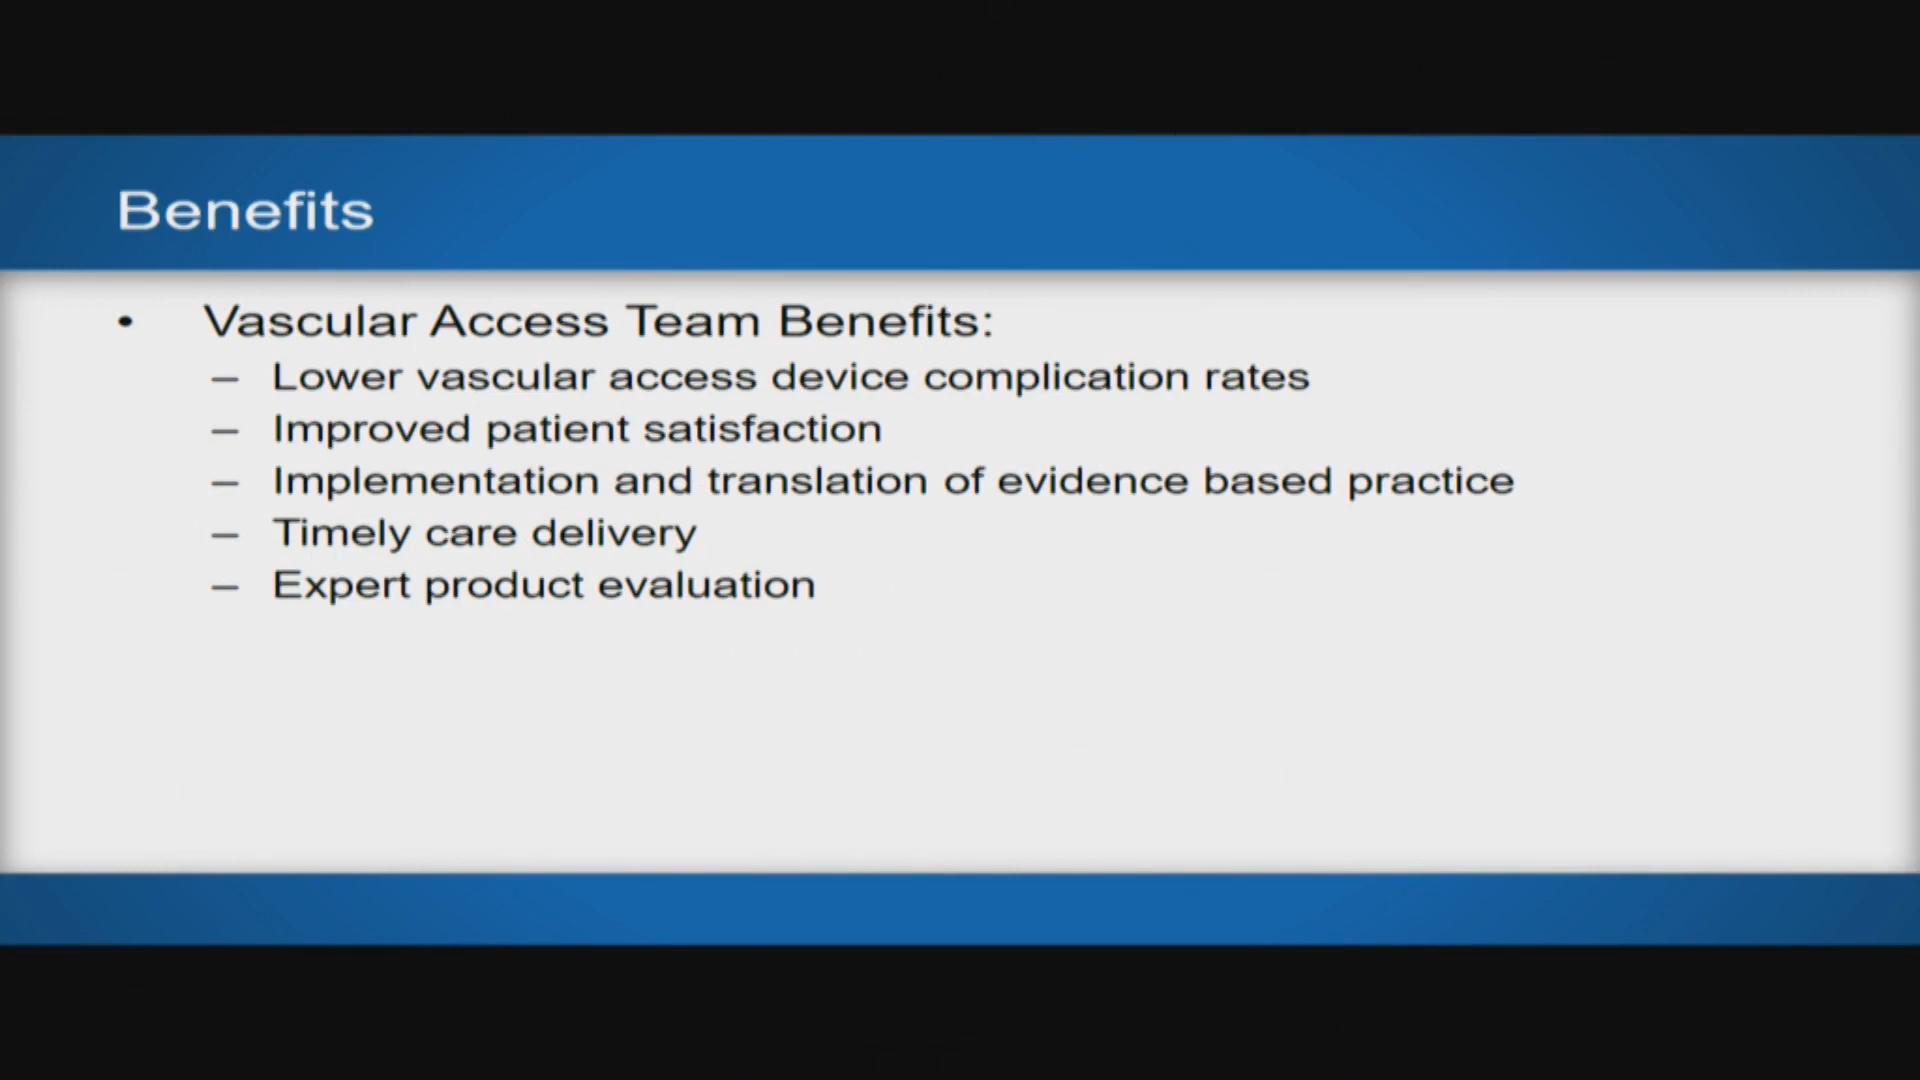 Benefits
• Vascular Access Team Benefits:
– Lower vascular access device complication rates
– Improved patient satisfaction
– Implementation and translation of evidence based practice
– Timely care delivery
– Expert product evaluation